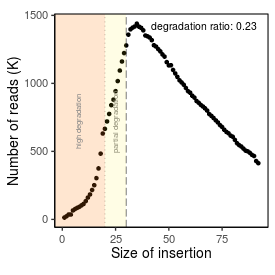 degradation ratio: 0.23
1500
1000
500
0
Number of reads (K)
high degradation
partial degradation
0
25
50
75
Size of insertion